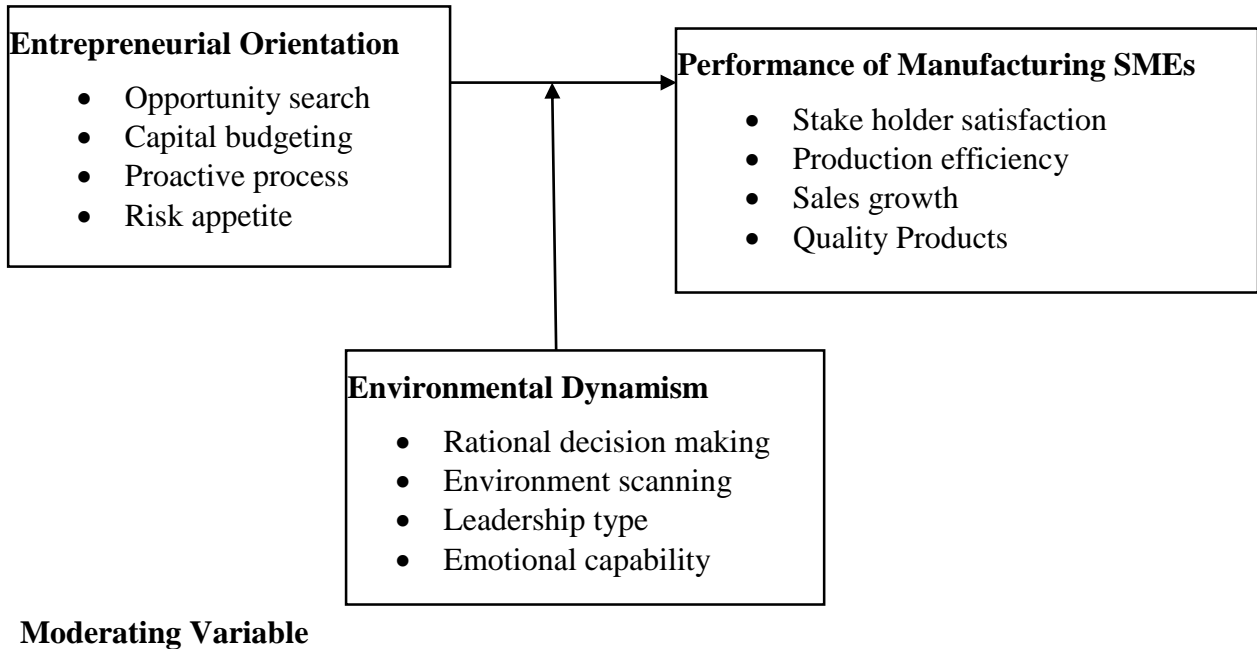 Entrepreneurial Orientation
• Opportunity search
• Capital budgeting
• Proactive process
• Risk appetite
Performance of Manufacturing SMEs
• Stake holder satisfaction
• Production efficiency
• Sales growth
• Quality Products
Environmental Dynamism
• Rational decision making
• Environment scanning
• Leadership type
• Emotional capability
Moderating Variable